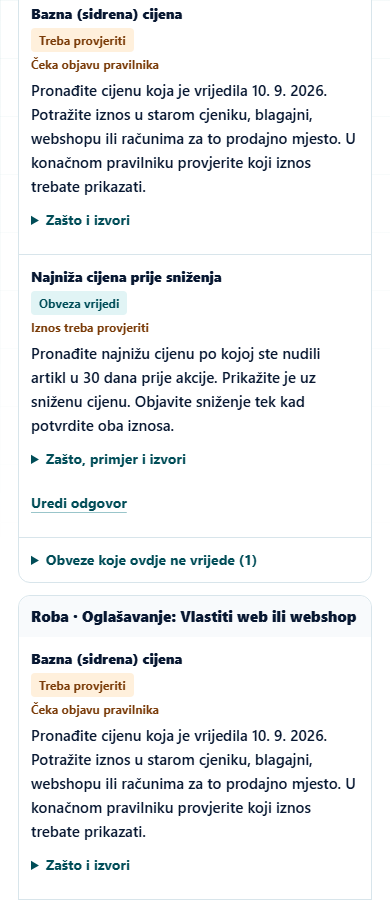 Bazna (sidrena) cijena
Treba provjeriti
Čeka objavu pravilnika
Pronađite cijenu koja je vrijedila 10. 9. 2026.
Potražite iznos u starom cjeniku, blagajni,
webshopu ili računima za to prodajno mjesto. U
konačnom pravilniku provjerite koji iznos
trebate prikazati.
▶ Zašto i izvori
Najniža cijena prije sniženja
Obveza vrijedi
Iznos treba provjeriti
Pronađite najnižu cijenu po kojoj ste nudili
artikl u 30 dana prije akcije. Prikažite je uz
sniženu cijenu. Objavite sniženje tek kad
potvrdite oba iznosa.
▶ Zašto, primjer i izvori
Uredi odgovor
▶ Obveze koje ovdje ne vrijede (1)
Roba · Oglašavanje: Vlastiti web ili webshop
Bazna (sidrena) cijena
Treba provjeriti
Čeka objavu pravilnika
Pronađite cijenu koja je vrijedila 10. 9. 2026.
Potražite iznos u starom cjeniku, blagajni,
webshopu ili računima za to prodajno mjesto. U
konačnom pravilniku provjerite koji iznos
trebate prikazati.
▶ Zašto i izvori